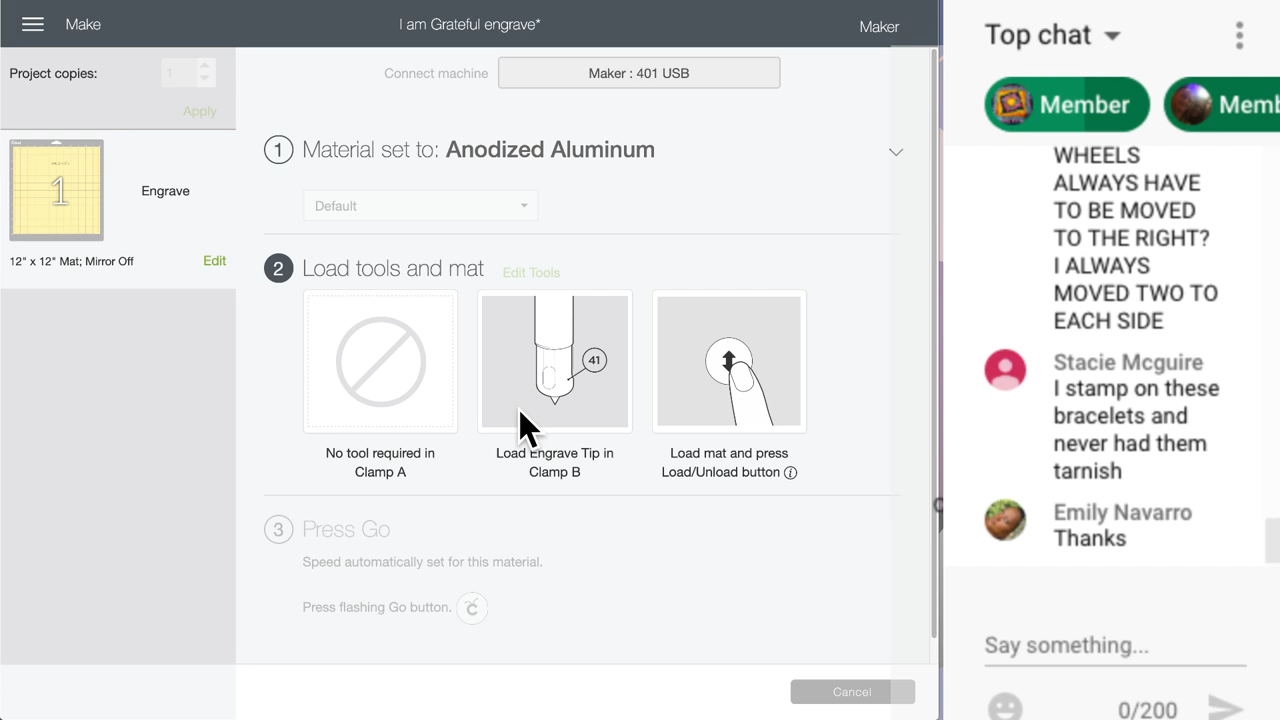 Make
I am Grateful engrave*
Maker
Project copies:
1
Apply
1
Engrave
12" x 12" Mat; Mirror Off
Edit
Connect machine
Maker : 401 USB
1 Material set to: Anodized Aluminum
Default
2 Load tools and mat
Edit Tools
41
No tool required in
Clamp A
Load Engrave Tip in
Clamp B
Load mat and press
Load/Unload button
3 Press Go
Speed automatically set for this material.
Press flashing Go button.
Cancel
Top chat
Member
Memb
WHEELS
ALWAYS HAVE
TO BE MOVED
TO THE RIGHT?
I ALWAYS
MOVED TWO TO
EACH SIDE
Stacie Mcguire
I stamp on these
bracelets and
never had them
tarnish
Emily Navarro
Thanks
Say something...
0/200